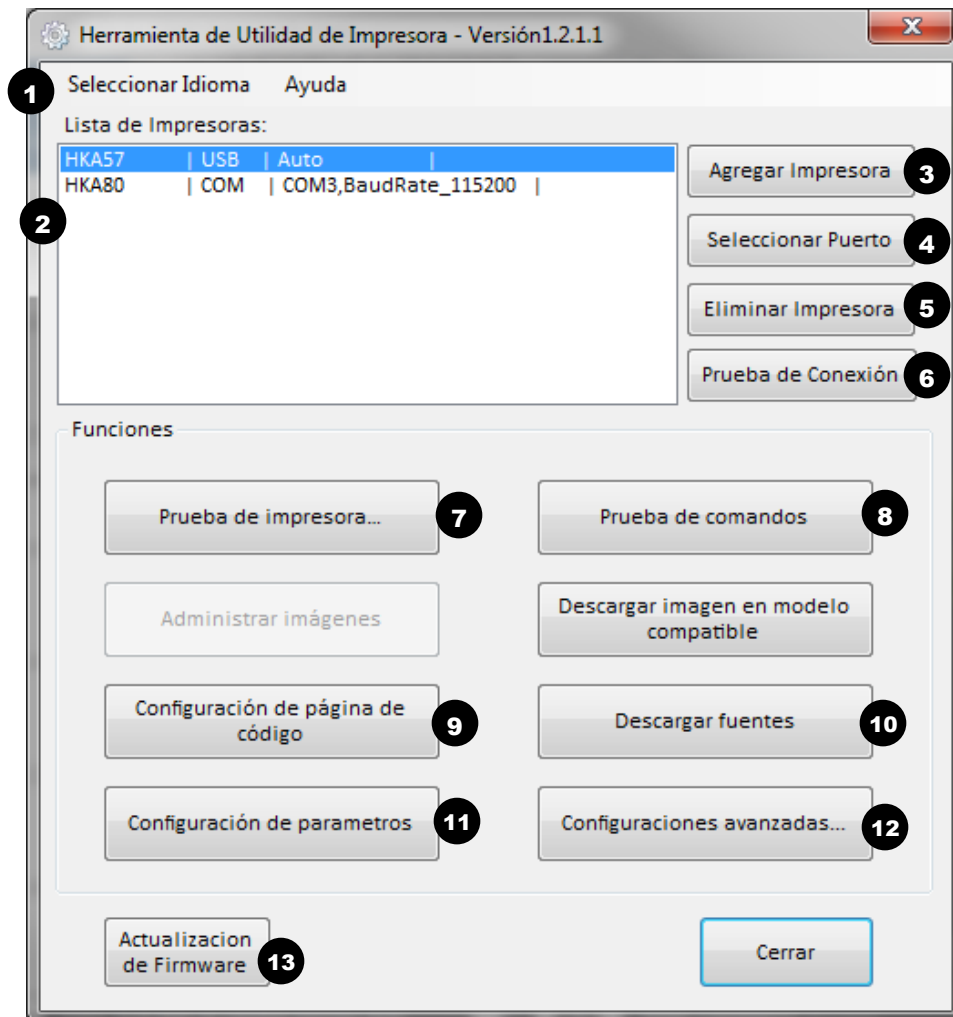 Herramienta de Utilidad de Impresora - Versión1.2.1.1
X
1
Seleccionar Idioma Ayuda
Lista de Impresoras:
HKA57 | USB | Auto |
HKA80 | COM | COM3,BaudRate_115200 |
2
Agregar Impresora 3
Seleccionar Puerto 4
Eliminar Impresora 5
Prueba de Conexión 6
Funciones
Prueba de impresora... 7
Prueba de comandos 8
Administrar imágenes
Descargar imagen en modelo
compatible
Configuración de página de
código 9
Descargar fuentes 10
Configuración de parametros 11
Configuraciones avanzadas... 12
Actualizacion
de Firmware 13
Cerrar